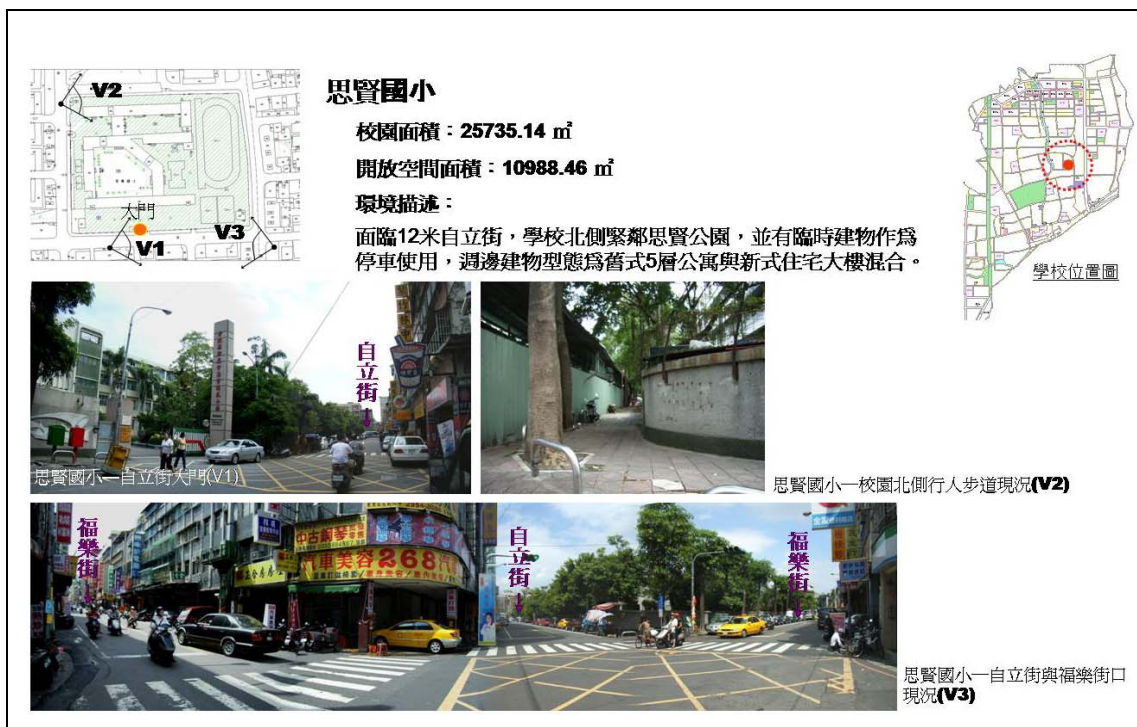 V2
大門
V1
V3
思賢國小
校園面積：25735.14 ㎡
開放空間面積：10988.46 ㎡
環境描述：
面臨12米自立街，學校北側緊鄰思賢公園，並有臨時建物作為
停車使用，週邊建物型態為舊式5層公寓與新式住宅大樓混合。
學校位置圖
自立街
思賢國小—自立街大門(V1)
思賢國小—校園北側行人步道現況(V2)
福樂街
中古鋼琴
汽車美容268汽
自立街
福樂街
思賢國小—自立街與福樂街口
現況(V3)